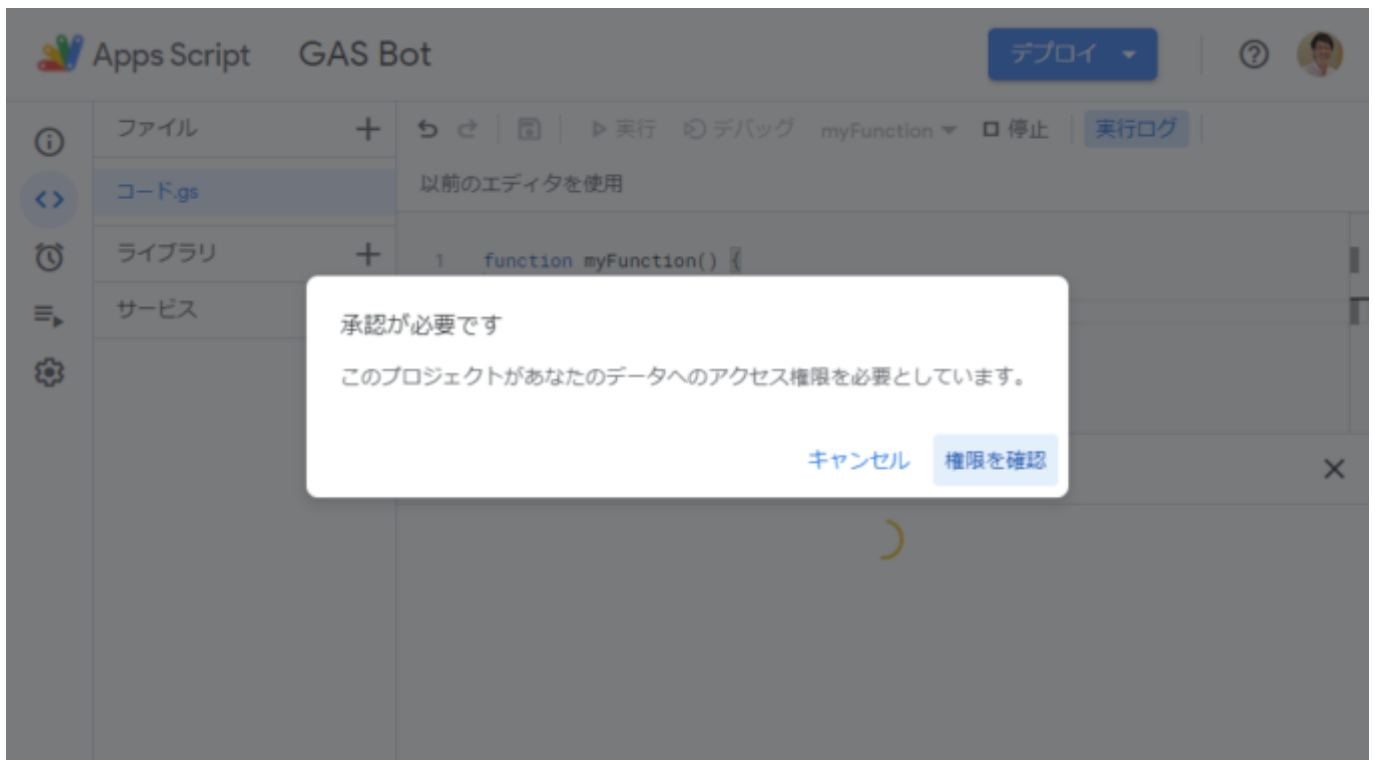 Apps Script GAS Bot デプロイ
ファイル
実行 デバッグ myFunction 停止 実行ログ
コード.gs
以前のエディタを使用
ライブラリ
1 function myFunction() {
サービス
承認が必要です
このプロジェクトがあなたのデータへのアクセス権限を必要としています。
キャンセル 権限を確認